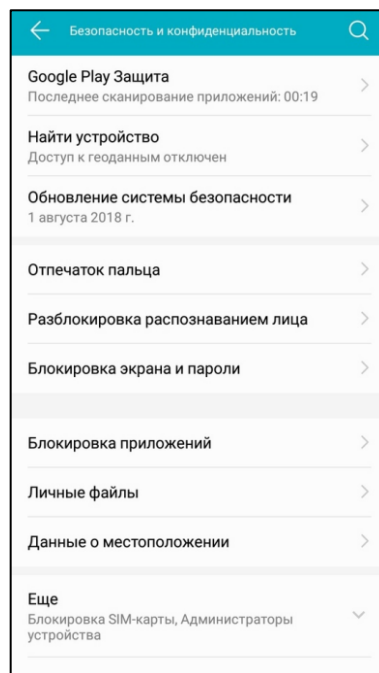 Безопасность и конфиденциальность
Google Play Защита
Последнее сканирование приложений: 00:19
Найти устройство
Доступ к геоданным отключен
Обновление системы безопасности
1 августа 2018 г.
Отпечаток пальца
Разблокировка распознаванием лица
Блокировка экрана и пароли
Блокировка приложений
Личные файлы
Данные о местоположении
Еще
Блокировка SIM-карты, Администраторы
устройства